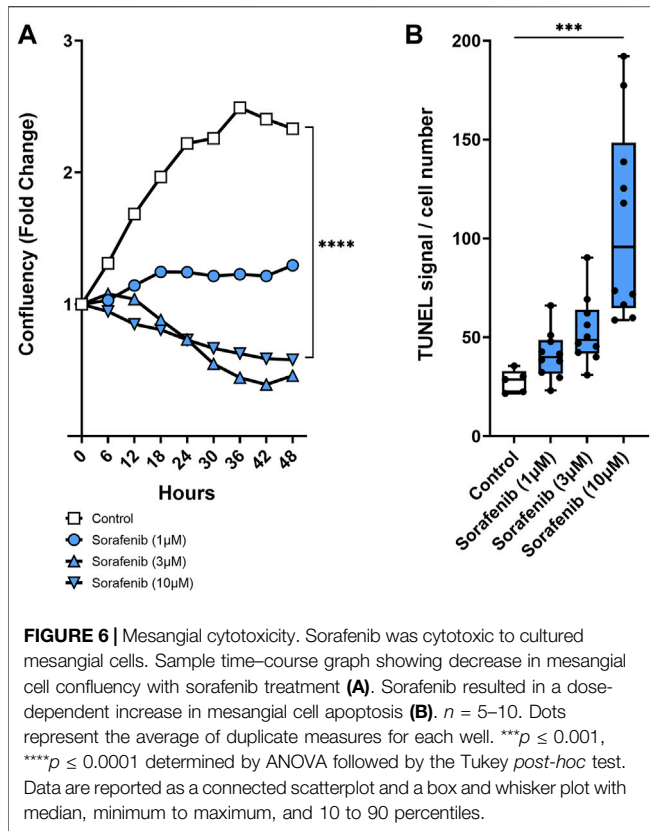 A
B
3
2
1
Confluency (Fold Change)
****
0 6 12 18 24 30 36 42 48
Hours
Control
Sorafenib (1μM)
Sorafenib (3μM)
Sorafenib (10μM)
***
200
150
100
50
0
TUNEL signal / cell number
Control
Sorafenib (1μM)
Sorafenib (3μM)
Sorafenib (10μM)
FIGURE 6 | Mesangial cytotoxicity. Sorafenib was cytotoxic to cultured
mesangial cells. Sample time–course graph showing decrease in mesangial
cell confluency with sorafenib treatment (A). Sorafenib resulted in a dose-
dependent increase in mesangial cell apoptosis (B). n = 5–10. Dots
represent the average of duplicate measures for each well. ***p ≤ 0.001,
****p ≤ 0.0001 determined by ANOVA followed by the Tukey post-hoc test.
Data are reported as a connected scatterplot and a box and whisker plot with
median, minimum to maximum, and 10 to 90 percentiles.